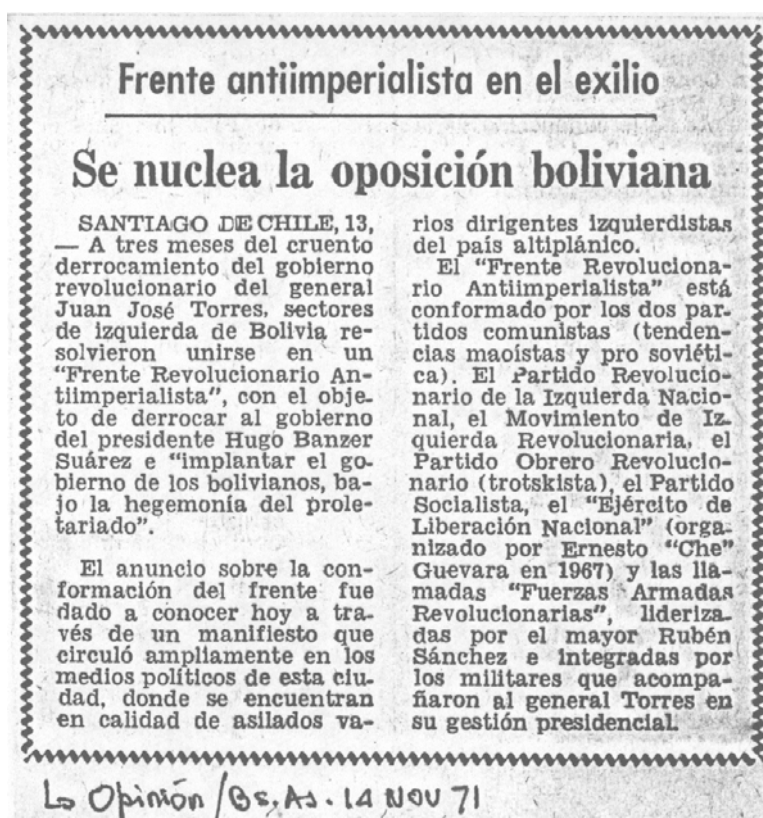 Frente antiimperialista en el exilio
Se nuclea la oposición boliviana
SANTIAGO DE CHILE, 13,
— A tres meses del cruento
derrocamiento del gobierno
revolucionario del general
Juan José Torres, sectores
de izquierda de Bolivia re-
solvieron unirse en un
"Frente Revolucionario An-
tiimperialista", con el obje-
to de derrocar al gobierno
del presidente Hugo Banzer
Suárez e "implantar el go-
bierno de los bolivianos, ba-
jo la hegemonía del prole-
tariado".
El anuncio sobre la con-
formación del frente fue
dado a conocer hoy a tra-
vés de un manifiesto que
circuló ampliamente en los
medios políticos de esta ciu-
dad, donde se encuentran
en calidad de asilados va-
rios dirigentes izquierdistas
del país altiplánico.
El "Frente Revoluciona-
rio Antiimperialista" está
conformado por los dos par-
tidos comunistas (tenden-
cias maoístas y pro soviéti-
ca). El Partido Revolucio-
nario de la Izquierda Nacio-
nal, el Movimiento de Iz-
quierda Revolucionaria, el
Partido Obrero Revolucio-
nario (trotskista), el Partido
Socialista, el "Ejército de
Liberación Nacional" (orga-
nizado por Ernesto "Che"
Guevara en 1967) y las lla-
madas "Fuerzas Armadas
Revolucionarias", lideriza-
das por el mayor Rubén
Sánchez e integradas por
los militares que acompa-
ñaron al general Torres en
su gestión presidencial.
La Opinión / Bs. As. 14 NOV 71